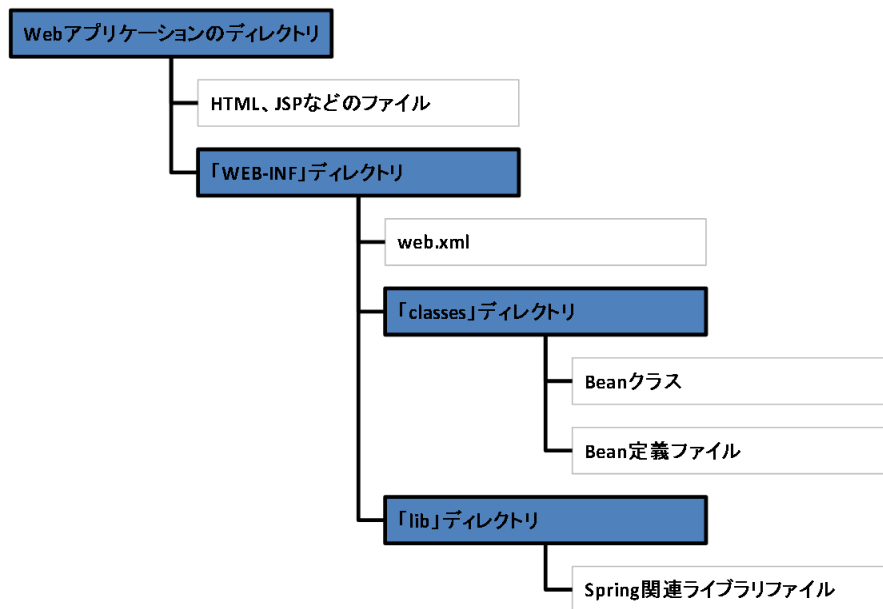 Webアプリケーションのディレクトリ
HTML、JSPなどのファイル
「WEB-INF」ディレクトリ
web.xml
「classes」ディレクトリ
Beanクラス
Bean定義ファイル
「lib」ディレクトリ
Spring関連ライブラリファイル